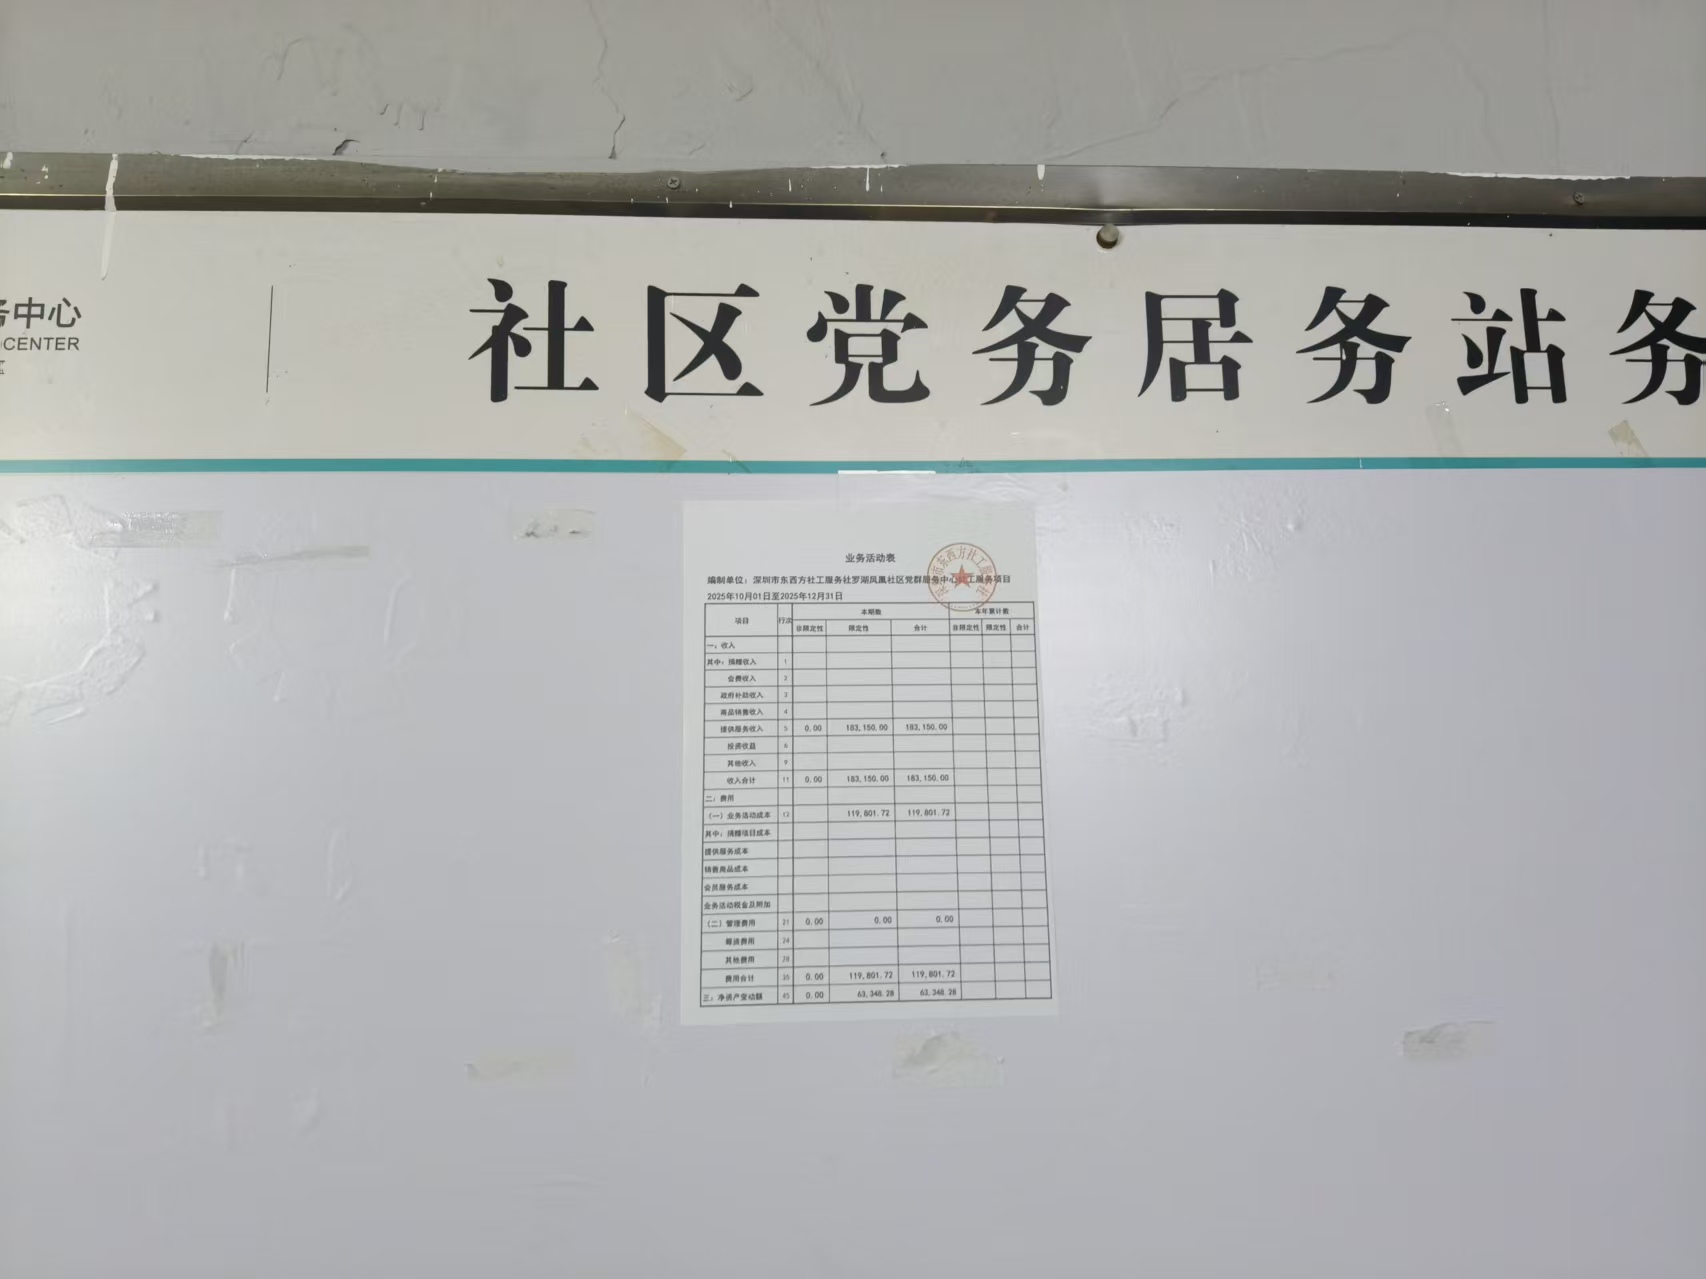 务中心
CENTER
社区党务居务站务
业务活动表
编制单位：深圳市东西方社工服务社罗湖凤凰社区党群服务中心社工服务项目
2025年10月01日至2025年12月31日
项目 行次 本期数 本年累计数
非限定性 限定性 合计 非限定性 限定性 合计
一、收入
其中：捐赠收入 1
会费收入 2
政府补助收入 3
商品销售收入 4
提供服务收入 5 0.00 183,150.00 183,150.00
投资收益 6
其他收入 9
收入合计 11 0.00 183,150.00 183,150.00
二、费用
（一）业务活动成本 12 119,801.72 119,801.72
其中：捐赠项目成本
提供服务成本
销售商品成本
会员服务成本
业务活动税金及附加
（二）管理费用 21 0.00 0.00 0.00
筹资费用 24
其他费用 28
费用合计 35 0.00 119,801.72 119,801.72
三、净资产变动额 45 0.00 63,348.28 63,348.28